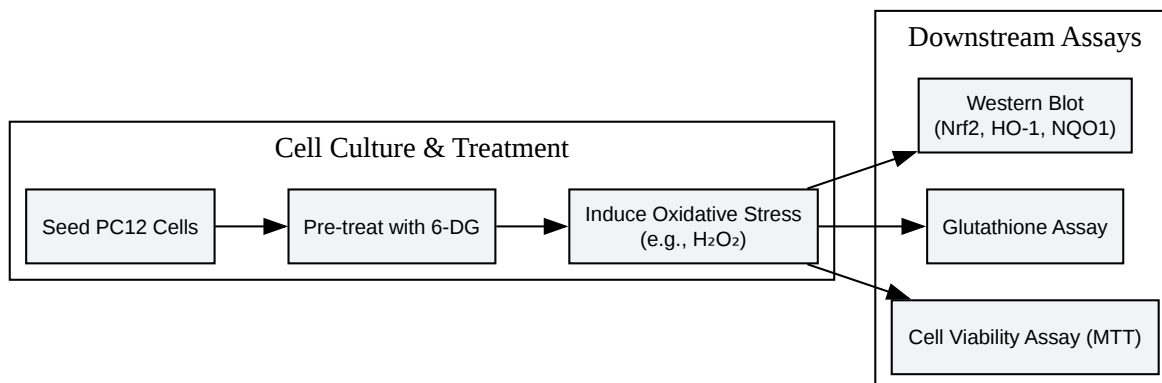 Cell Culture & Treatment
Seed PC12 Cells
Pre-treat with 6-DG
Induce Oxidative Stress
(e.g., H₂O₂)
Downstream Assays
Western Blot
(Nrf2, HO-1, NQO1)
Glutathione Assay
Cell Viability Assay (MTT)